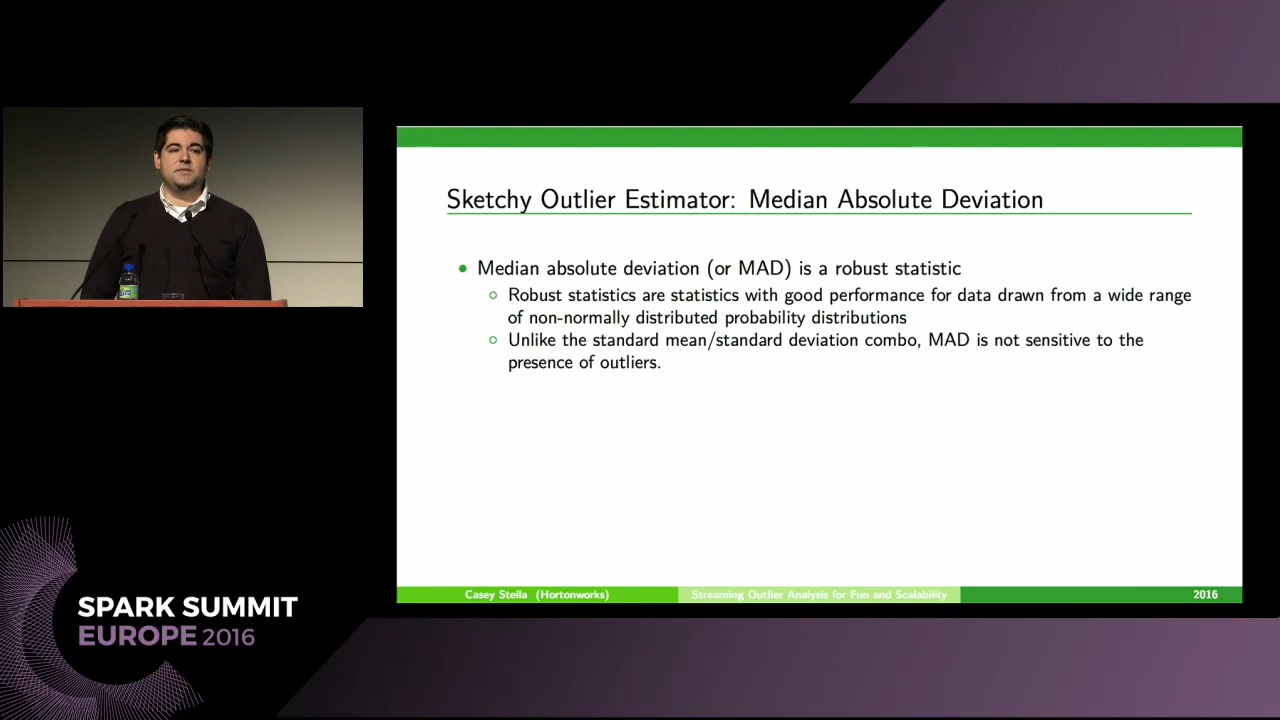 Sketchy Outlier Estimator: Median Absolute Deviation
• Median absolute deviation (or MAD) is a robust statistic
◦ Robust statistics are statistics with good performance for data drawn from a wide range
of non-normally distributed probability distributions
◦ Unlike the standard mean/standard deviation combo, MAD is not sensitive to the
presence of outliers.
Casey Stella (Hortonworks) Streaming Outlier Analysis for Fun and Scalability 2016
SPARK SUMMIT
EUROPE 2016